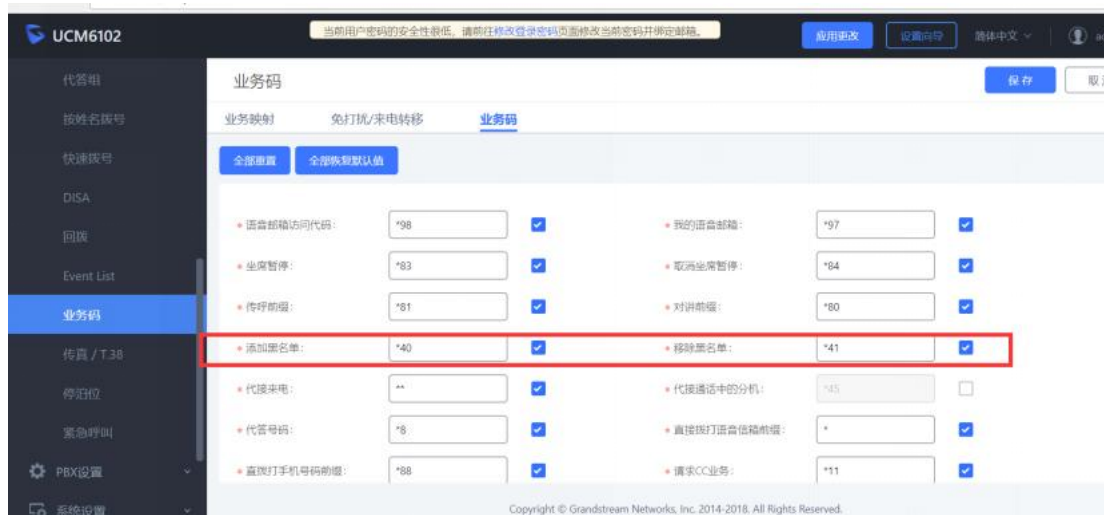 UCM6102
当前用户密码的安全性最低，请前往修改登录密码页面修改当前密码并绑定邮箱。
应用更改
设置向导
简体中文
业务码
保存
业务映射
免打扰/来电转移
业务码
全部重置
全部恢复默认值
代答组
按姓名拨号
快速拨号
DISA
回拨
Event List
业务码
传真 / T.38
停泊位
紧急呼叫
PBX设置
系统设置
* 语音邮箱访问代码: *98
* 我的语音邮箱: *97
* 坐席暂停: *83
* 取消坐席暂停: *84
* 传呼前缀: *81
* 对讲前缀: *80
* 添加黑名单: *40
* 移除黑名单: *41
* 代接来电: **
* 代接通话中的分机: *45
* 代答号码: *8
* 直接拨打语音信箱前缀: *
* 直拨打手机号码前缀: *88
* 请求CC业务: *11
Copyright © Grandstream Networks, Inc. 2014-2018. All Rights Reserved.